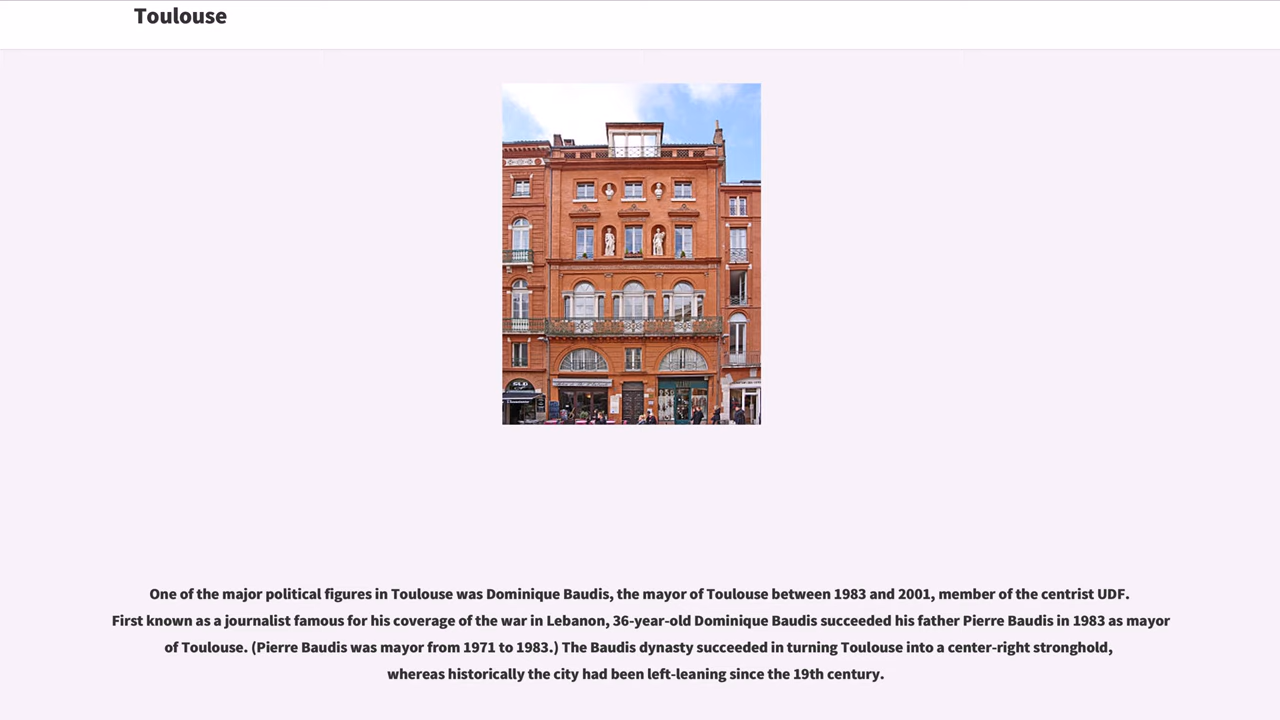 Toulouse
One of the major political figures in Toulouse was Dominique Baudis, the mayor of Toulouse between 1983 and 2001, member of the centrist UDF.
First known as a journalist famous for his coverage of the war in Lebanon, 36-year-old Dominique Baudis succeeded his father Pierre Baudis in 1983 as mayor
of Toulouse. (Pierre Baudis was mayor from 1971 to 1983.) The Baudis dynasty succeeded in turning Toulouse into a center-right stronghold,
whereas historically the city had been left-leaning since the 19th century.